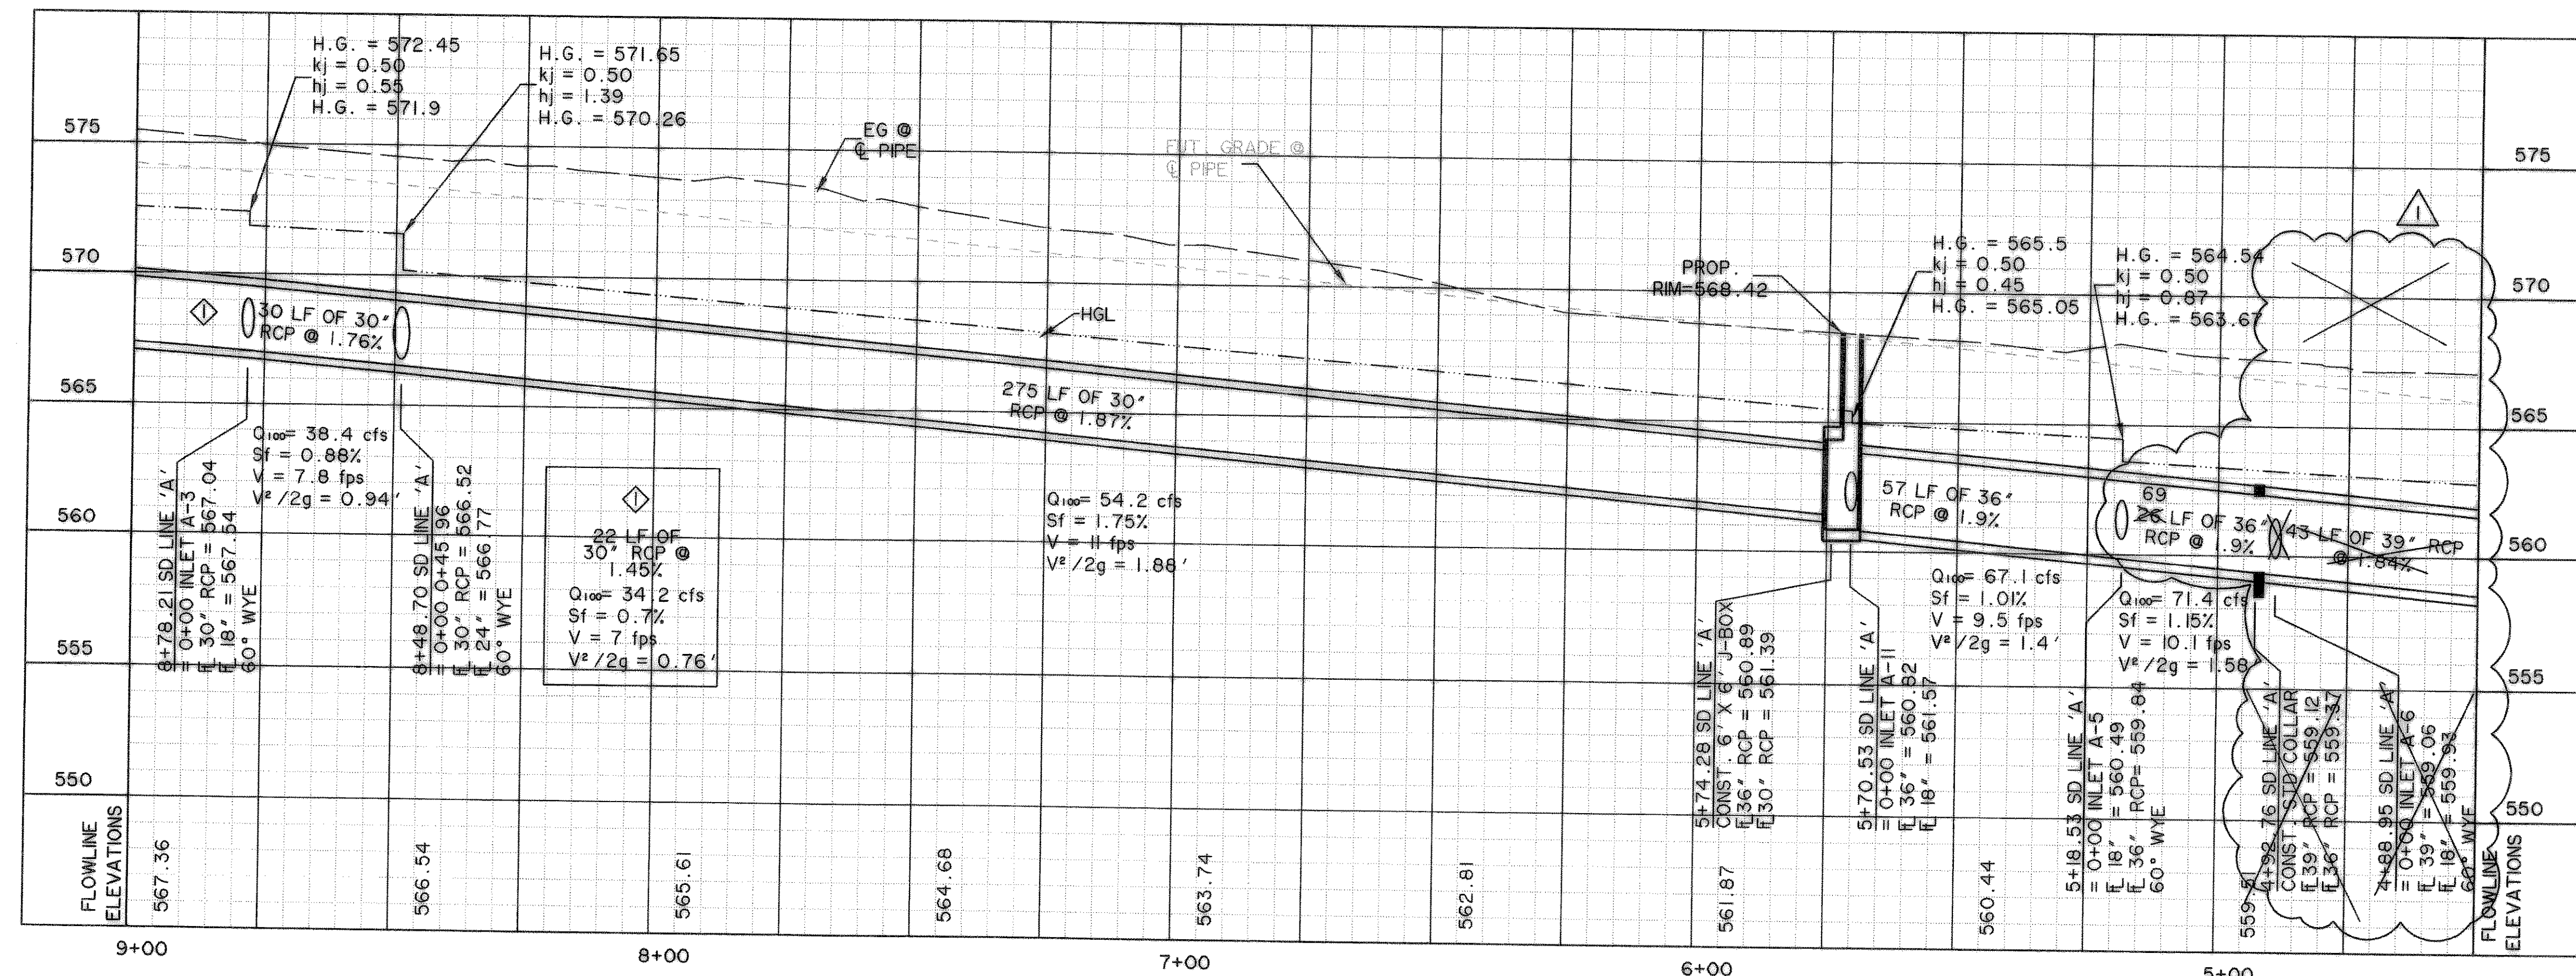 H.G. = 572.45
kj = 0.50
hj = 0.55
H.G. = 571.9
H.G. = 571.65
kj = 0.50
hj = 1.39
H.G. = 570.26
EG @
℄ PIPE
FUT. GRADE @
℄ PIPE
HGL
PROP.
RIM=568.42
H.G. = 565.5
kj = 0.50
hj = 0.45
H.G. = 565.05
H.G. = 564.54
kj = 0.50
hj = 0.87
H.G. = 563.67
1
575
570
565
560
555
550
575
570
565
560
555
550
1
30 LF OF 30"
RCP @ 1.76%
275 LF OF 30"
RCP @ 1.87%
57 LF OF 36"
RCP @ 1.9%
69
26 LF OF 36"
RCP @ 1.9%
43 LF OF 39" RCP
@ 1.84%
Q100= 38.4 cfs
Sf = 0.88%
V = 7.8 fps
V²/2g = 0.94'
1
22 LF OF
30" RCP @
1.45%
Q100= 34.2 cfs
Sf = 0.7%
V = 7 fps
V²/2g = 0.76'
Q100= 54.2 cfs
Sf = 1.75%
V = 11 fps
V²/2g = 1.88'
Q100= 67.1 cfs
Sf = 1.01%
V = 9.5 fps
V²/2g = 1.4'
Q100= 71.4 cfs
Sf = 1.15%
V = 10.1 fps
V²/2g = 1.58'
8+78.21 SD LINE 'A'
= 0+00 INLET A-3
FL 30" RCP = 567.04
FL 18" = 567.54
60° WYE
8+48.70 SD LINE 'A'
= 0+00 0+45.96
FL 30" RCP = 566.52
FL 24" = 566.77
60° WYE
5+74.28 SD LINE 'A'
CONST. 6' X 6' J-BOX
FL 36" RCP = 560.89
FL 30" RCP = 561.39
5+70.53 SD LINE 'A'
= 0+00 INLET A-11
FL 36" = 560.82
FL 18" = 561.57
5+18.53 SD LINE 'A'
= 0+00 INLET A-5
FL 18" = 560.49
FL 36" RCP= 559.84
60° WYE
4+92.76 SD LINE 'A'
CONST. STD COLLAR
FL 39" RCP = 559.12
FL 36" RCP = 559.37
4+88.95 SD LINE 'A'
= 0+00 INLET A-6
FL 39" = 559.06
FL 18" = 559.93
60° WYE
FLOWLINE
ELEVATIONS
567.36
566.54
565.61
564.68
563.74
562.81
561.87
560.44
559.51
FLOWLINE
ELEVATIONS
9+00
8+00
7+00
6+00
5+00